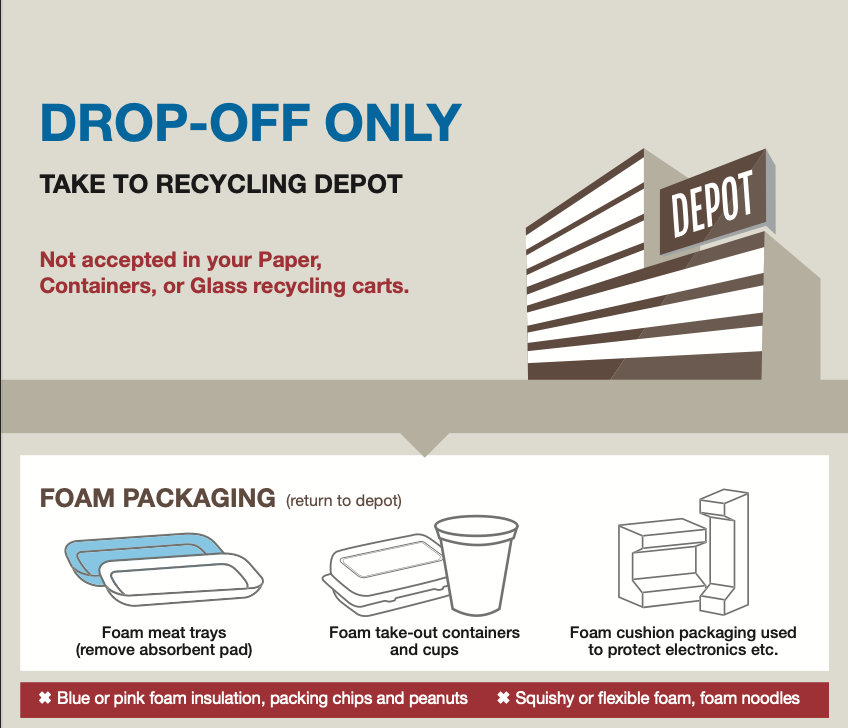 DROP-OFF ONLY
TAKE TO RECYCLING DEPOT
Not accepted in your Paper,
Containers, or Glass recycling carts.
DEPOT
FOAM PACKAGING (return to depot)
Foam meat trays
(remove absorbent pad)
Foam take-out containers
and cups
Foam cushion packaging used
to protect electronics etc.
✖ Blue or pink foam insulation, packing chips and peanuts
✖ Squishy or flexible foam, foam noodles